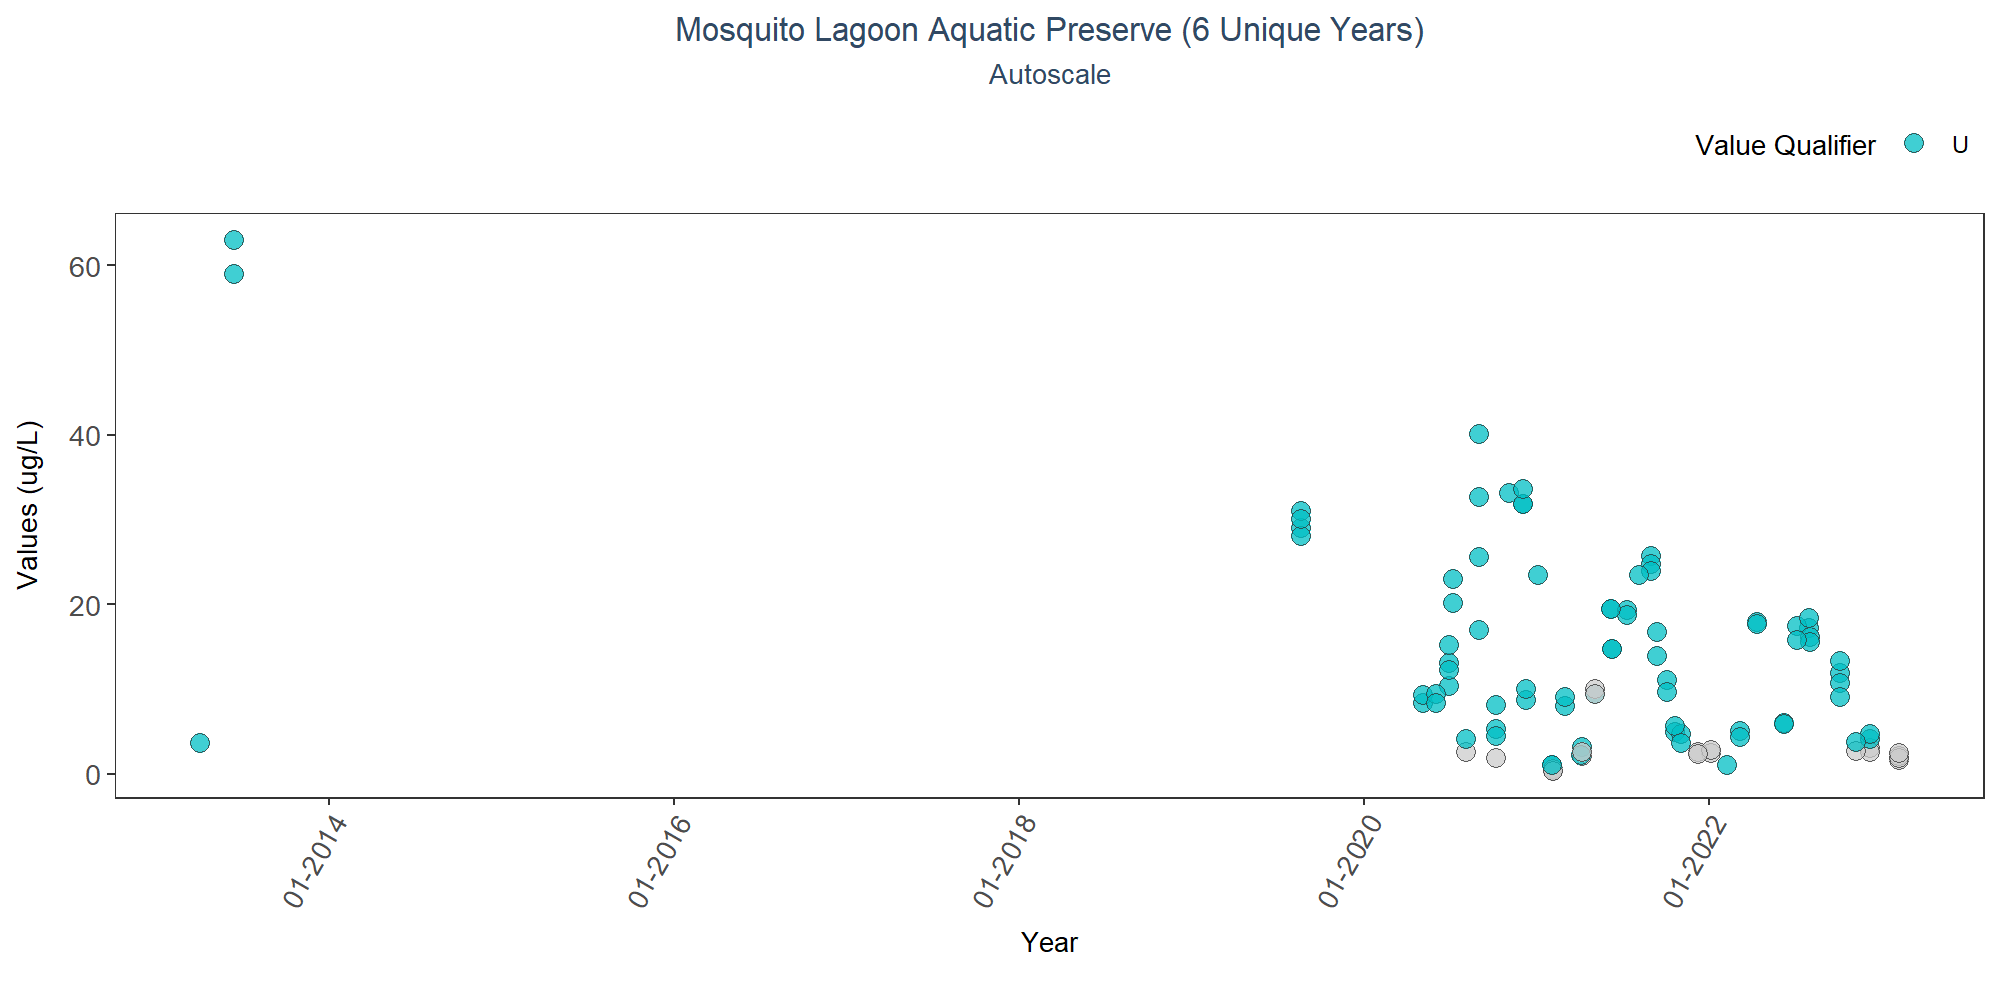 Mosquito Lagoon Aquatic Preserve (6 Unique Years)
Autoscale
Value Qualifier U
Values (ug/L)
60
40
20
0
01-2014
01-2016
01-2018
01-2020
01-2022
Year